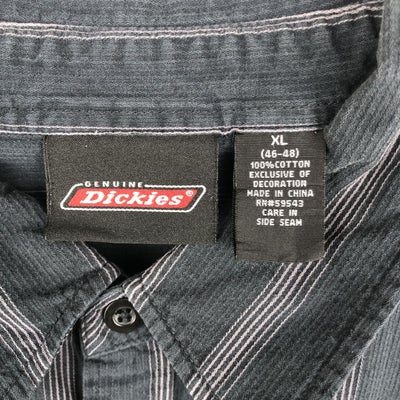 GENUINE
Dickies
XL
(46-48)
100%COTTON
EXCLUSIVE OF
DECORATION
MADE IN CHINA
RN#59543
CARE IN
SIDE SEAM